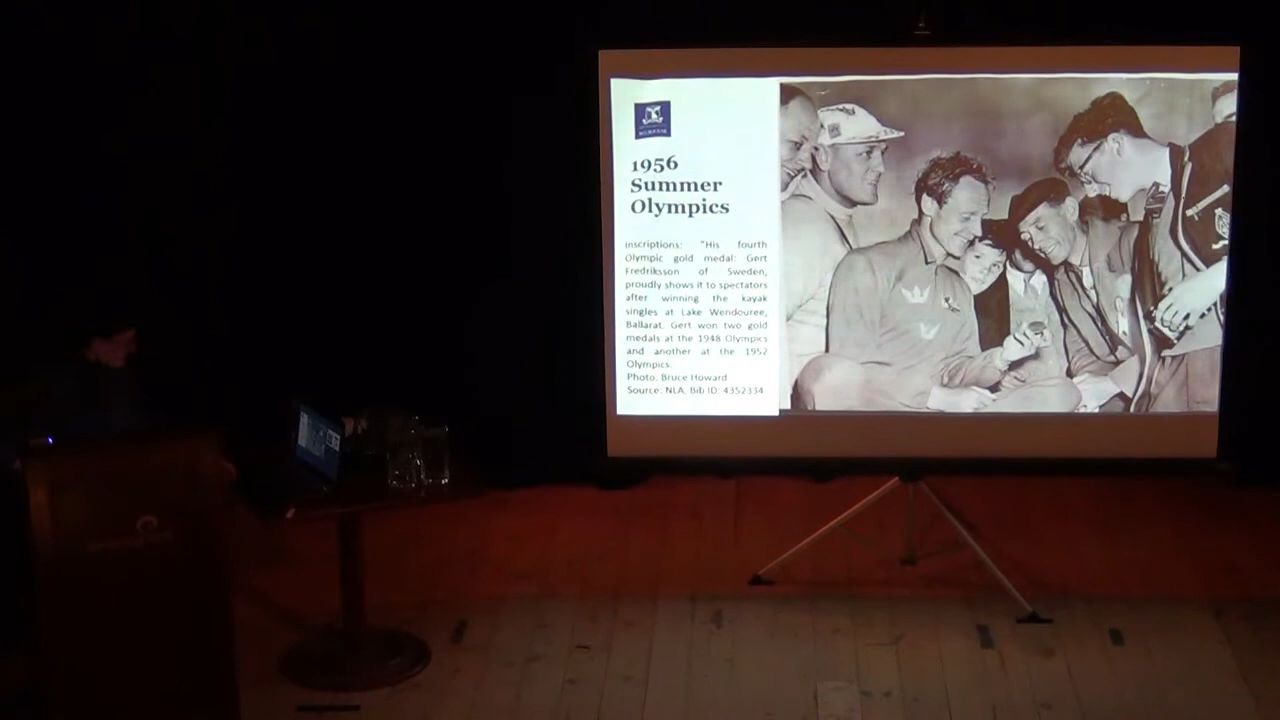 MELBOURNE
1956
Summer
Olympics
Inscriptions: "His fourth
Olympic gold medal: Gert
Fredriksson of Sweden,
proudly shows it to spectators
after winning the kayak
singles at Lake Wendouree,
Ballarat. Gert won two gold
medals at the 1948 Olympics
and another at the 1952
Olympics.
Photo: Bruce Howard
Source: NLA, Bib ID: 4352334